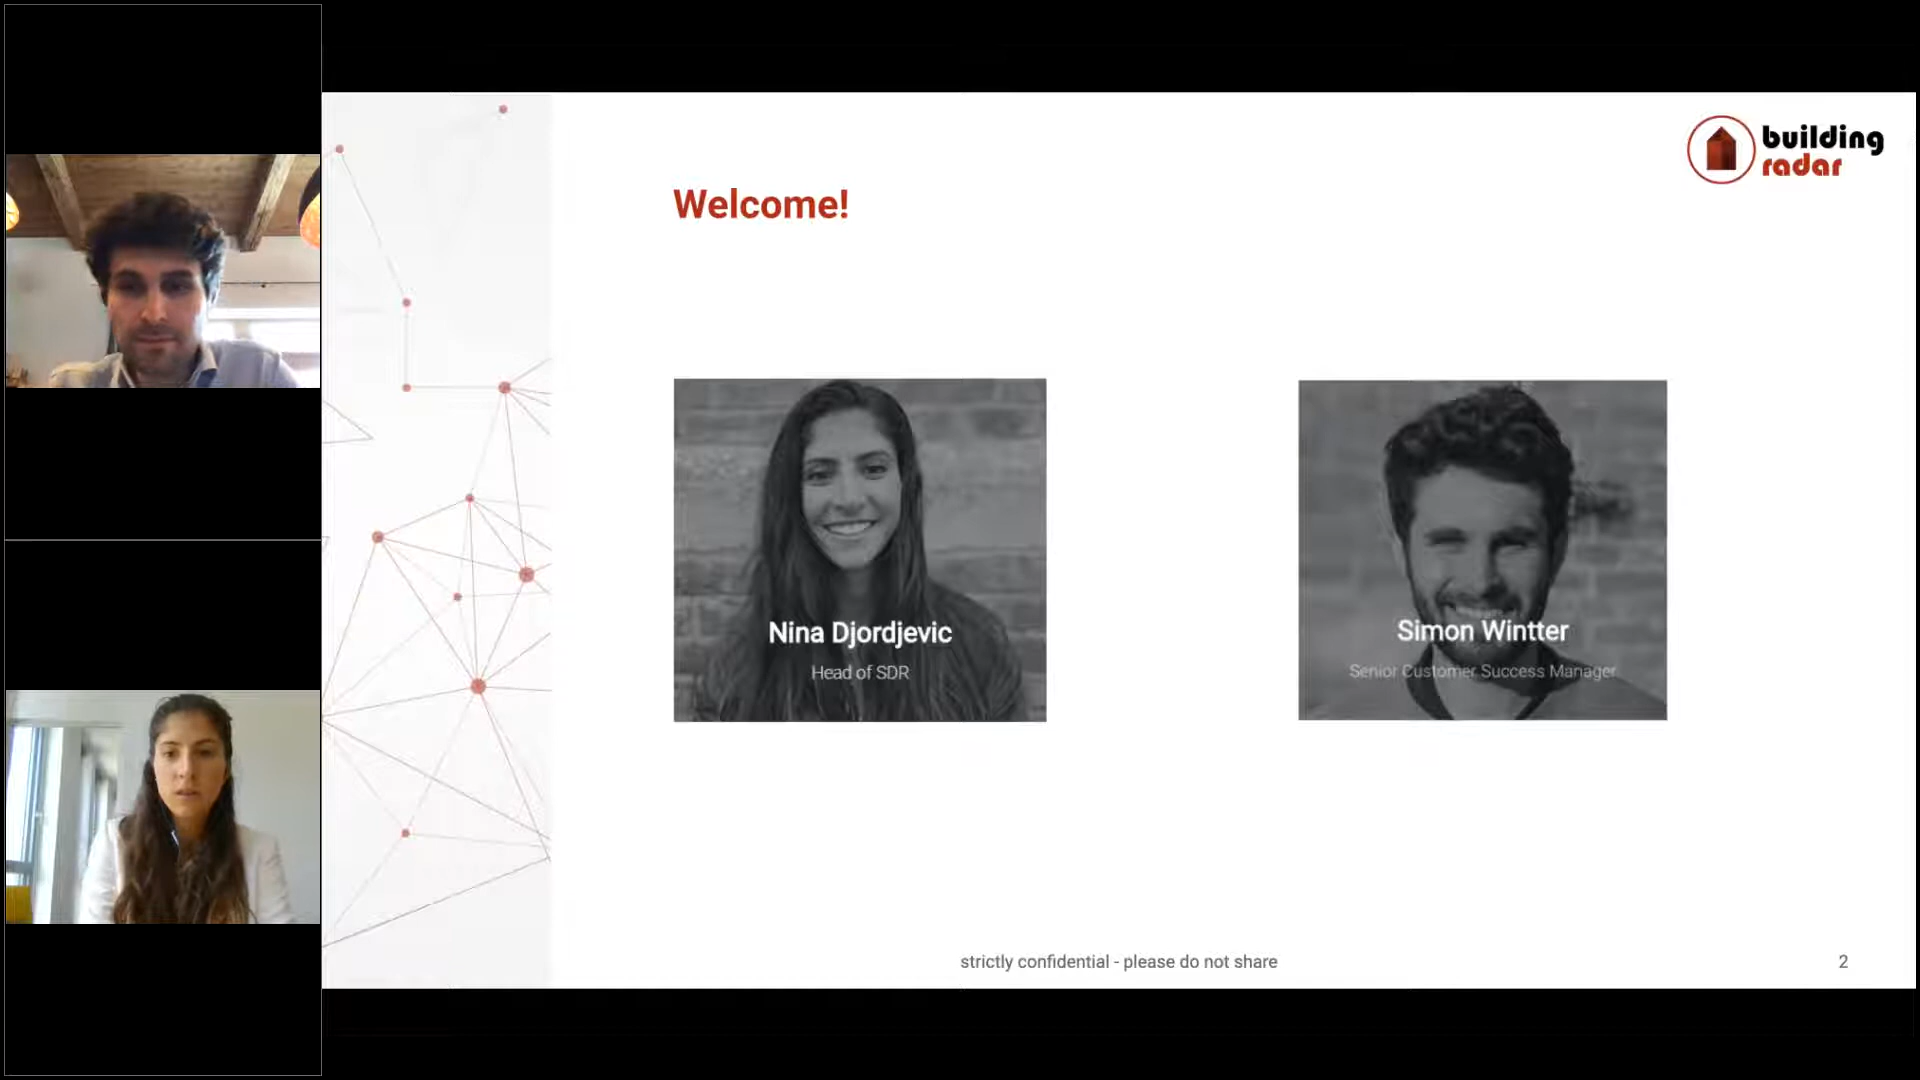 building
radar
Welcome!
Nina Djordjevic
Head of SDR
Simon Wintter
Senior Customer Success Manager
strictly confidential - please do not share
2